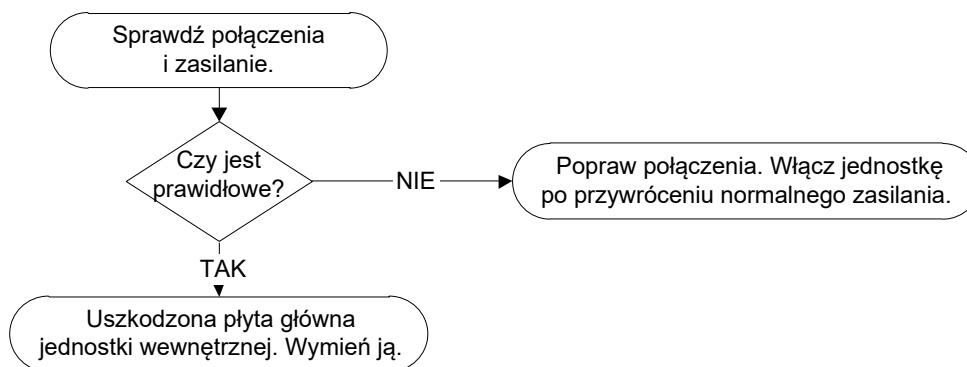 Sprawdź połączenia
i zasilanie.
Czy jest
prawidłowe?
NIE
Popraw połączenia. Włącz jednostkę
po przywróceniu normalnego zasilania.
TAK
Uszkodzona płyta główna
jednostki wewnętrznej. Wymień ją.